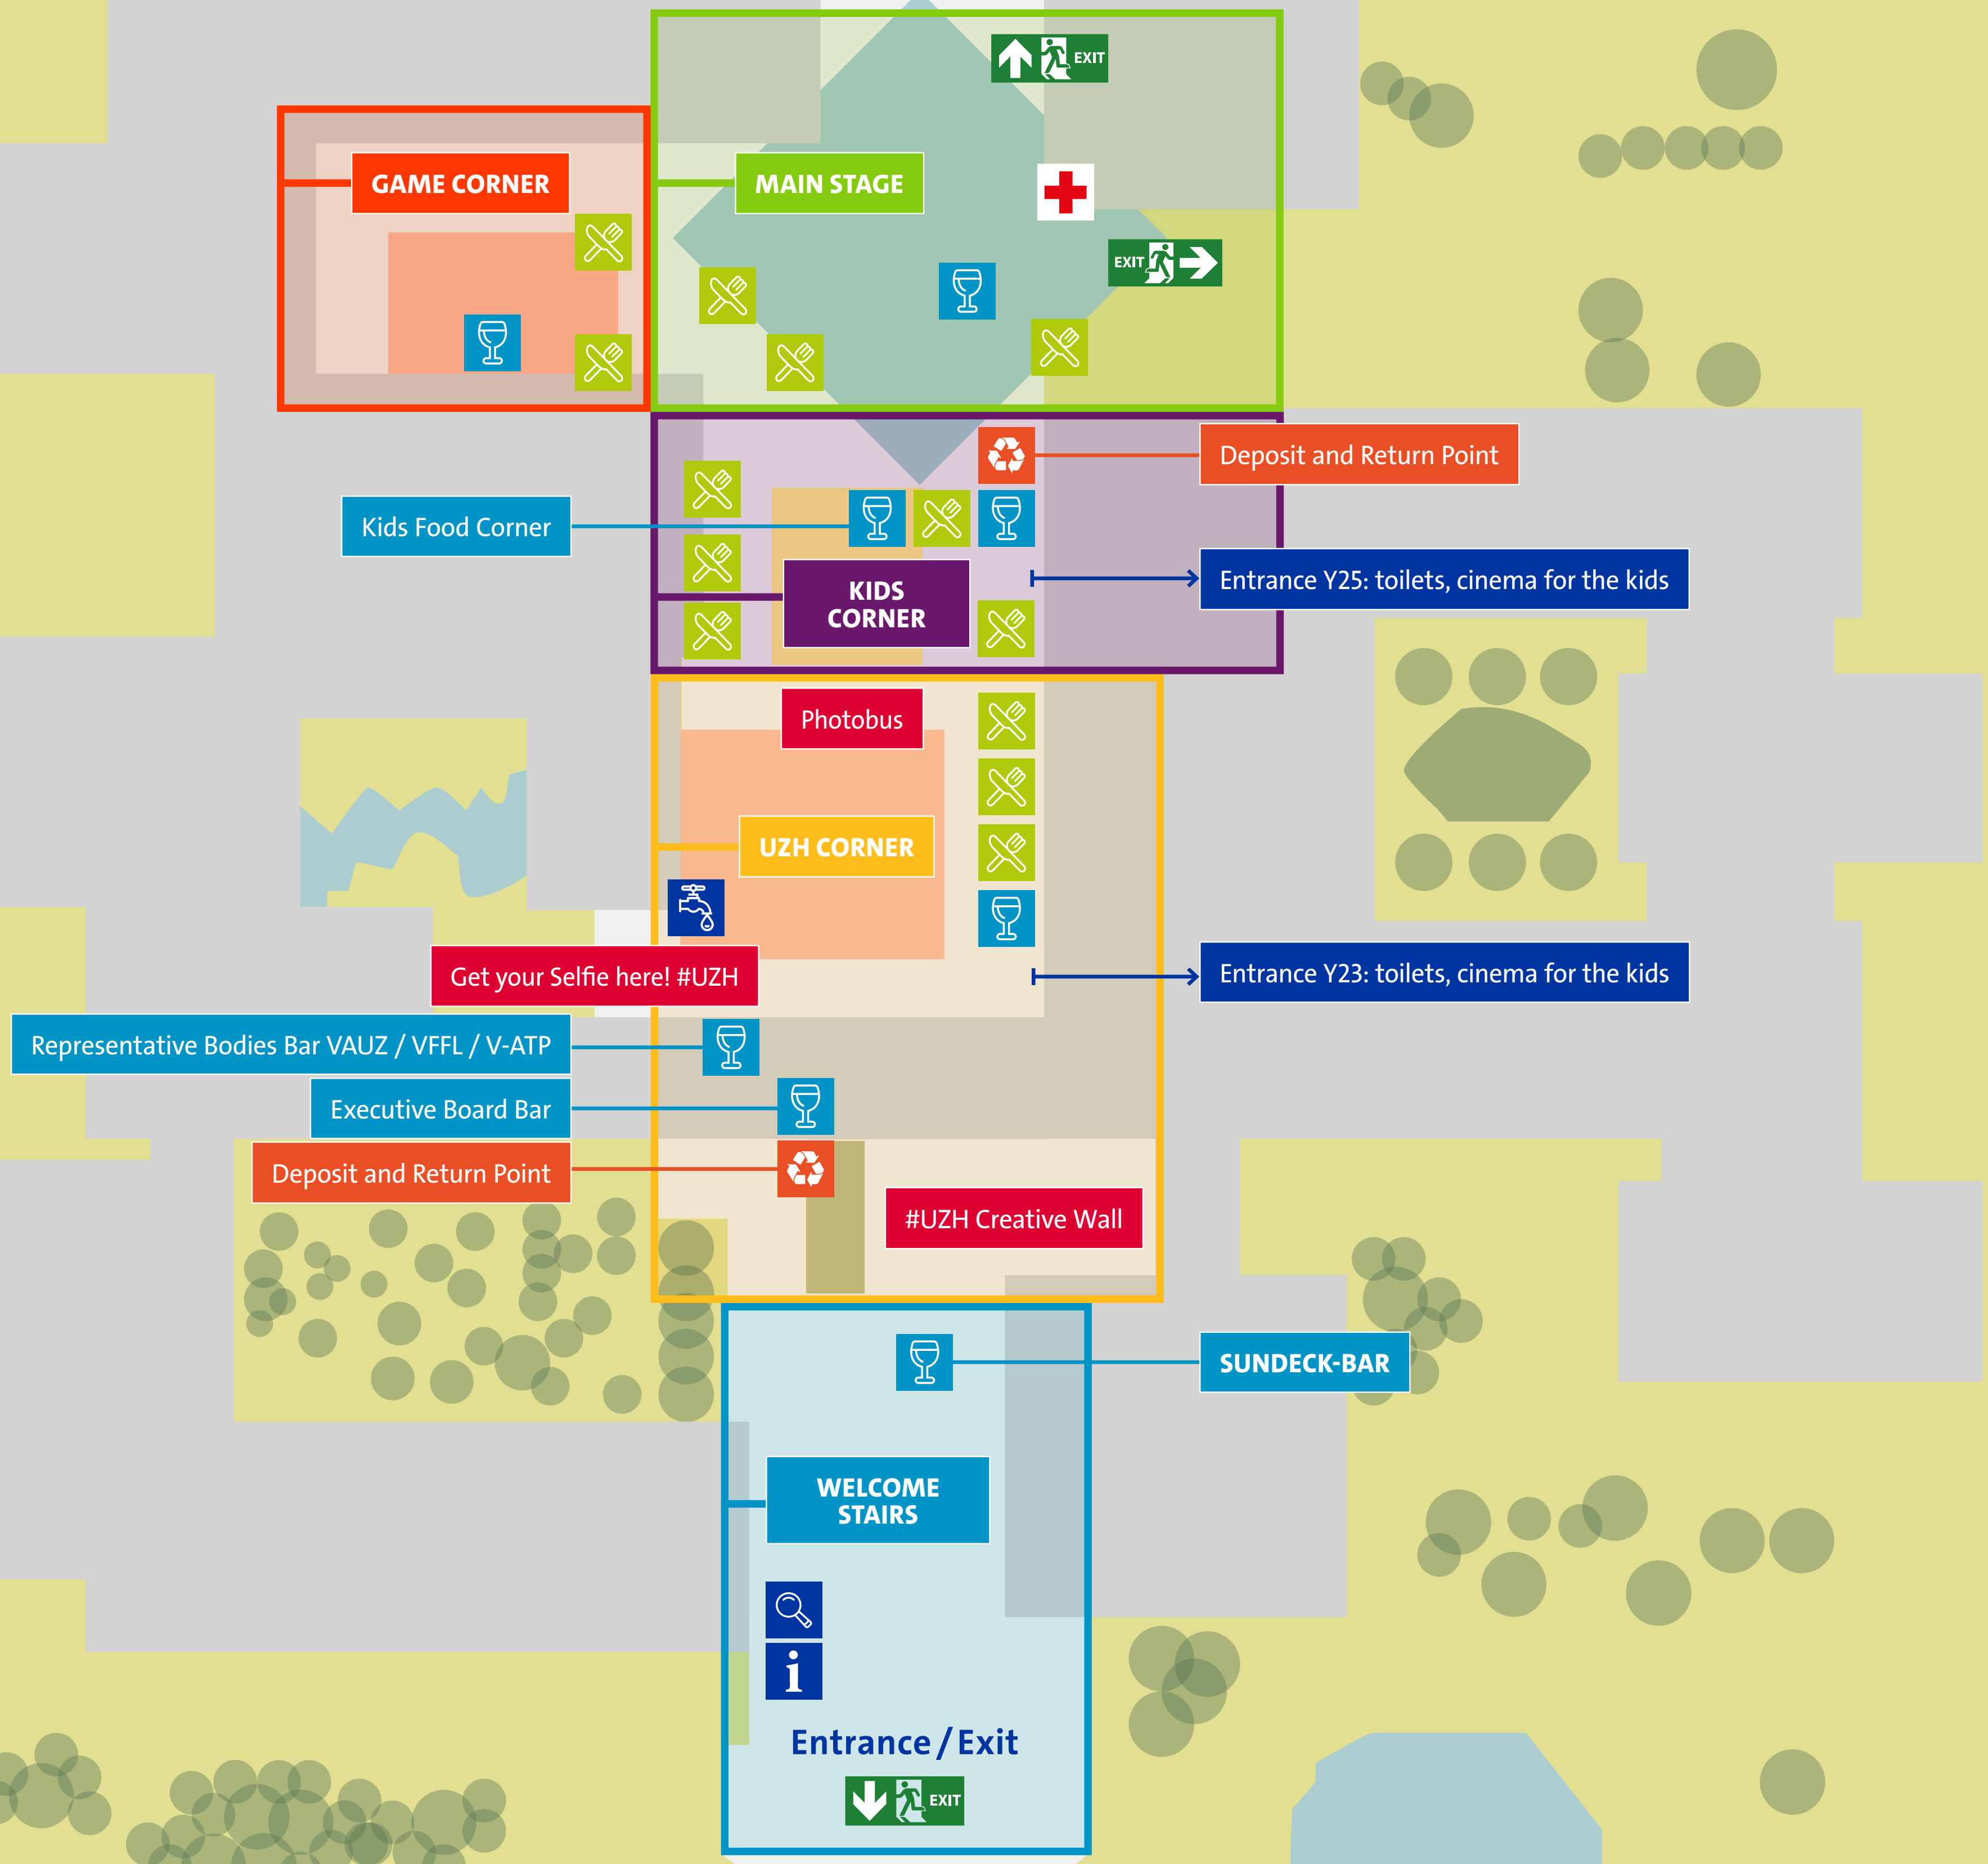 EXIT
GAME CORNER
MAIN STAGE
EXIT
Deposit and Return Point
Kids Food Corner
Entrance Y25: toilets, cinema for the kids
KIDS
CORNER
Photobus
UZH CORNER
Get your Selfie here! #UZH
Entrance Y23: toilets, cinema for the kids
Representative Bodies Bar VAUZ / VFFL / V-ATP
Executive Board Bar
Deposit and Return Point
#UZH Creative Wall
SUNDECK-BAR
WELCOME
STAIRS
i
Entrance / Exit
EXIT